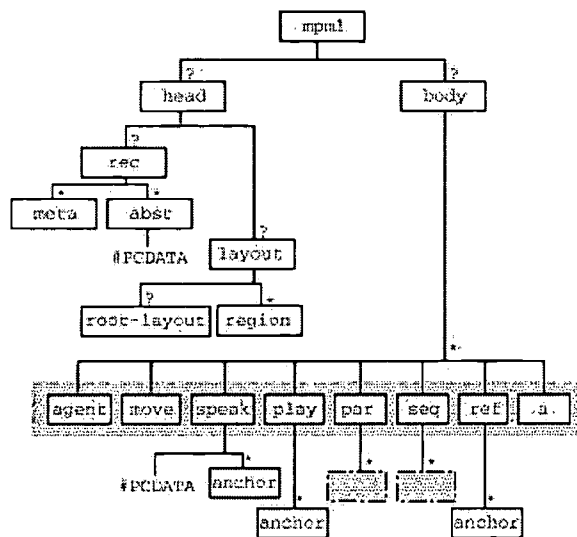 mpml
? ?
head body
?
rec
* *
meta abst
?
#PCDATA layout
? *
root-layout region
*
agent move speak play par seq ref a
* * *
#PCDATA anchor
* *
anchor anchor